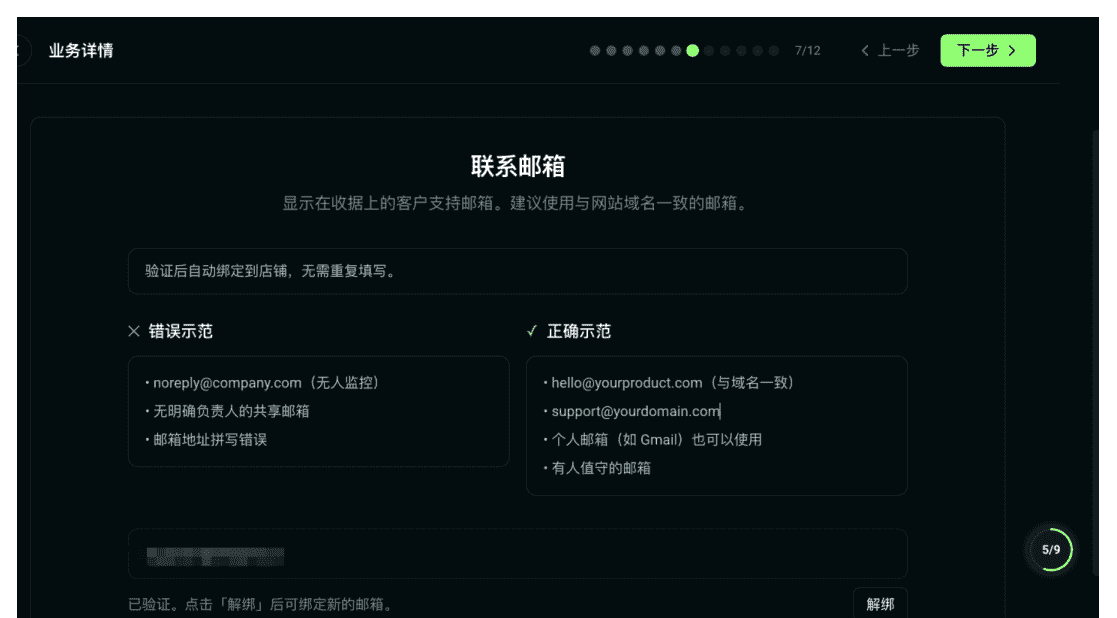 业务详情
7/12
上一步
下一步
联系邮箱
显示在收据上的客户支持邮箱。建议使用与网站域名一致的邮箱。
验证后自动绑定到店铺，无需重复填写。
错误示范
• noreply@company.com（无人监控）
• 无明确负责人的共享邮箱
• 邮箱地址拼写错误
正确示范
• hello@yourproduct.com（与域名一致）
• support@yourdomain.com
• 个人邮箱（如 Gmail）也可以使用
• 有人值守的邮箱
5/9
已验证。点击「解绑」后可绑定新的邮箱。
解绑